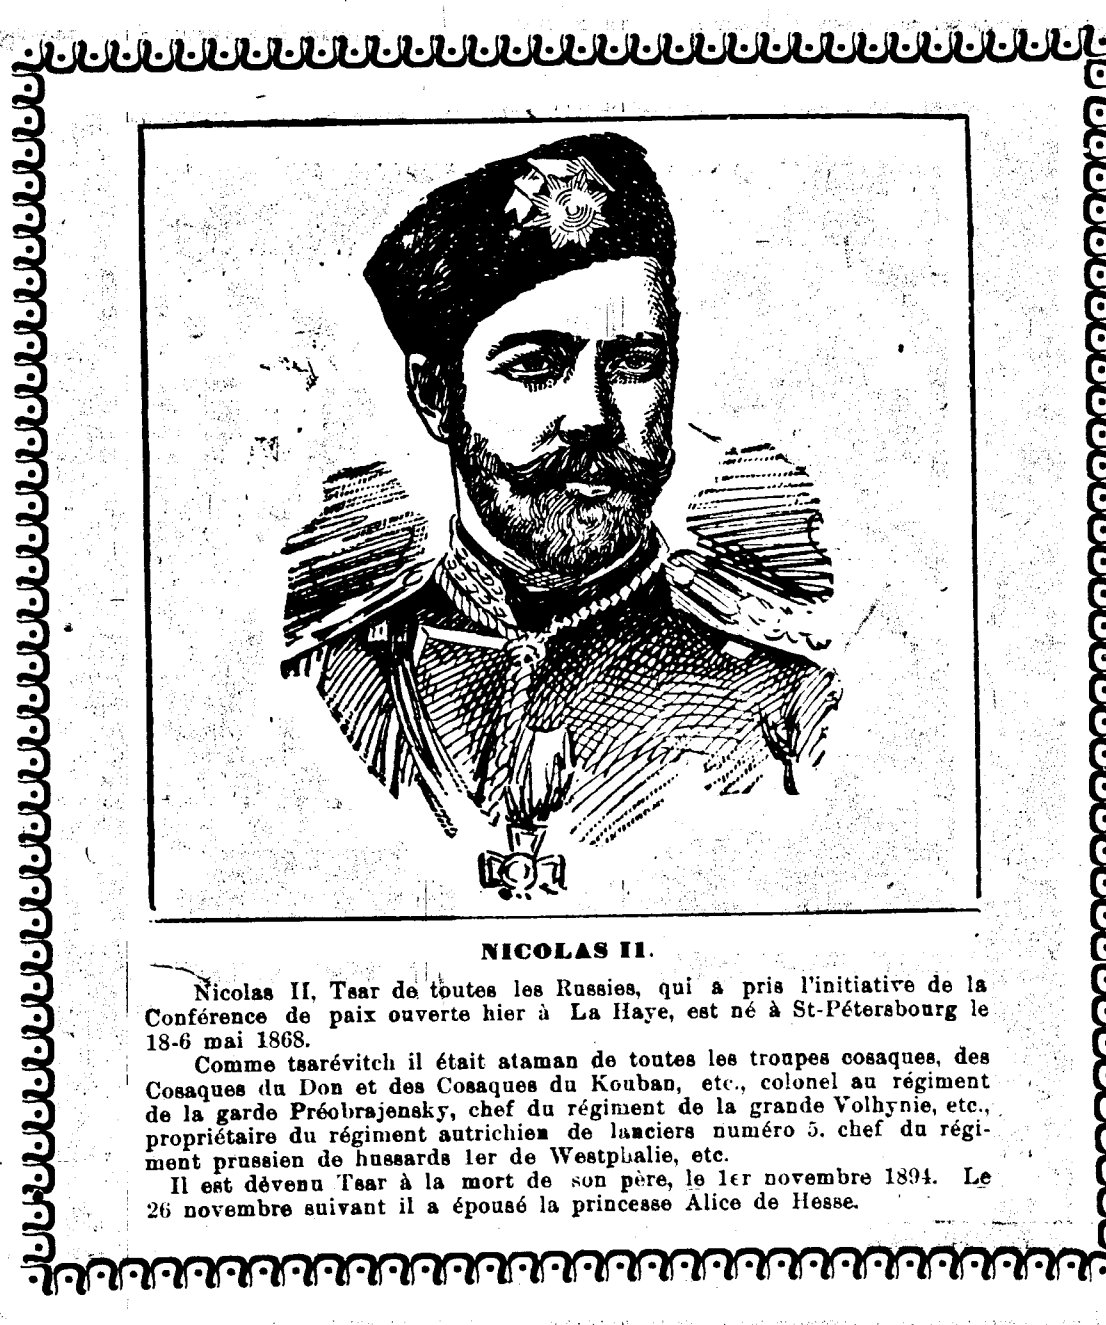 NICOLAS II.
Nicolas II, Tsar de toutes les Russies, qui a pris l'initiative de la
Conférence de paix ouverte hier à La Haye, est né à St-Pétersbourg le
18-6 mai 1868.
Comme tsarévitch il était ataman de toutes les troupes cosaques, des
Cosaques du Don et des Cosaques du Kouban, etc., colonel au régiment
de la garde Préobrajensky, chef du régiment de la grande Volhynie, etc.,
propriétaire du régiment autrichien de lanciers numéro 5. chef du régi-
ment prussien de hussards 1er de Westphalie, etc.
Il est dévenu Tsar à la mort de son père, le 1er novembre 1894. Le
26 novembre suivant il a épousé la princesse Alice de Hesse.